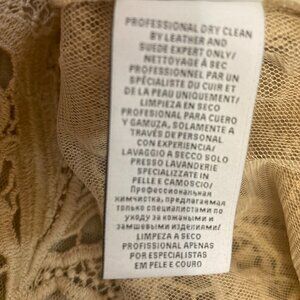 PROFESSIONAL DRY CLEAN
BY LEATHER AND
SUEDE EXPERT ONLY/
NETTOYAGE À SEC
PROFESSIONNEL PAR UN
SPÉCIALISTE DU CUIR ET
DE LA PEAU UNIQUEMENT/
LIMPIEZA EN SECO
PROFESIONAL PARA CUERO
Y GAMUZA, SOLAMENTE A
TRAVÉS DE PERSONAL
CON EXPERIENCIA/
LAVAGGIO A SECCO SOLO
PRESSO LAVANDERIE
SPECIALIZZATE IN
PELLE E CAMOSCIO/
Профессиональная
химчистка, предлагаемая
только специалистами по
уходу за кожаными и
замшевыми изделиями/
LIMPEZA A SECO
PROFISSIONAL APENAS
POR ESPECIALISTAS
EM PELE E COURO